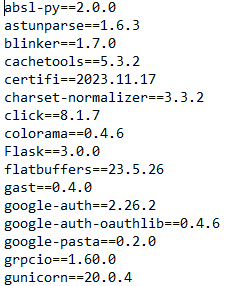 absl-py==2.0.0
astunparse==1.6.3
blinker==1.7.0
cachetools==5.3.2
certifi==2023.11.17
charset-normalizer==3.3.2
click==8.1.7
colorama==0.4.6
Flask==3.0.0
flatbuffers==23.5.26
gast==0.4.0
google-auth==2.26.2
google-auth-oauthlib==0.4.6
google-pasta==0.2.0
grpcio==1.60.0
gunicorn==20.0.4